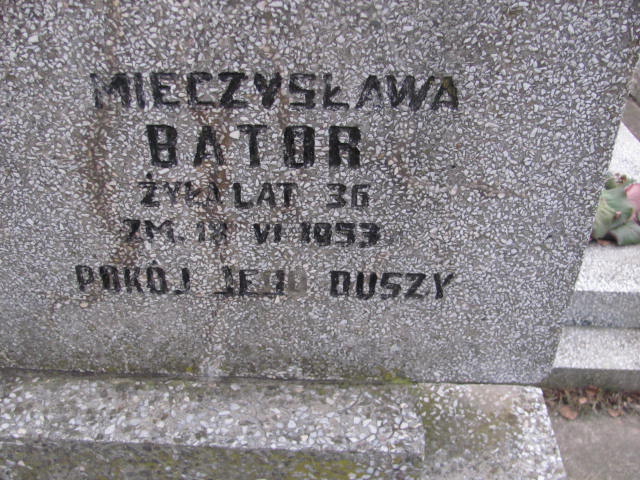 MIECZYSŁAWA
BATOR
ŻYŁA LAT 36
ZM. 18 VI 1953
POKÓJ JEJ DUSZY